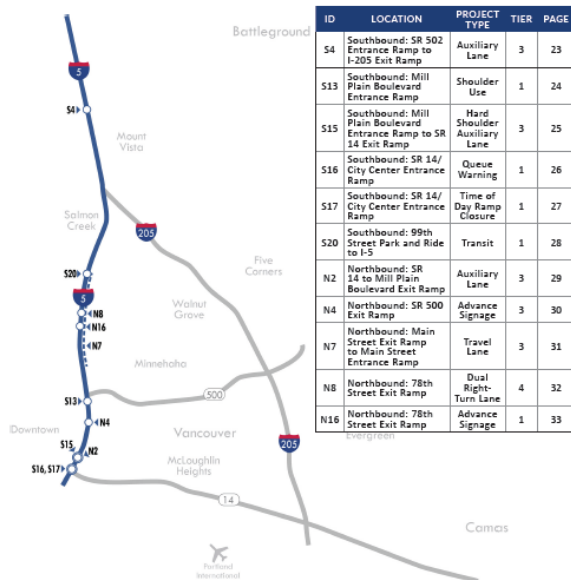 Battleground
5
S4
Mount
Vista
Salmon
Creek
205
Five
Corners
S20
5
N8
N16
Walnut
Grove
N7
Minnehaha
500
S13
N4
Downtown
Vancouver
Evergreen
S15
N2
205
McLoughlin
Heights
S16, S17
14
Camas
Portland
International
ID LOCATION PROJECT TYPE TIER PAGE
S4 Southbound: SR 502 Entrance Ramp to I-205 Exit Ramp Auxiliary Lane 3 23
S13 Southbound: Mill Plain Boulevard Entrance Ramp Shoulder Use 1 24
S15 Southbound: Mill Plain Boulevard Entrance Ramp to SR 14 Exit Ramp Hard Shoulder Auxiliary Lane 3 25
S16 Southbound: SR 14/ City Center Entrance Ramp Queue Warning 1 26
S17 Southbound: SR 14/ City Center Entrance Ramp Time of Day Ramp Closure 1 27
S20 Southbound: 99th Street Park and Ride to I-5 Transit 1 28
N2 Northbound: SR 14 to Mill Plain Boulevard Exit Ramp Auxiliary Lane 3 29
N4 Northbound: SR 500 Exit Ramp Advance Signage 3 30
N7 Northbound: Main Street Exit Ramp to Main Street Entrance Ramp Travel Lane 3 31
N8 Northbound: 78th Street Exit Ramp Dual Right-Turn Lane 4 32
N16 Northbound: 78th Street Exit Ramp Advance Signage 1 33